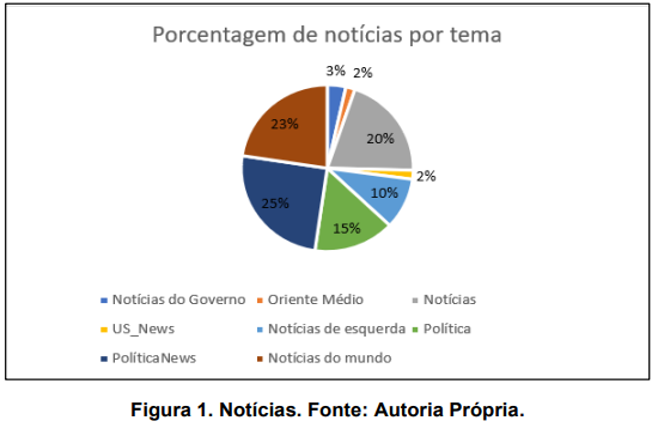 Porcentagem de notícias por tema
3% 2%
23%
20%
2%
10%
25%
15%
Notícias do Governo Oriente Médio Notícias
US_News Notícias de esquerda Política
PolíticaNews Notícias do mundo
Figura 1. Notícias. Fonte: Autoria Própria.